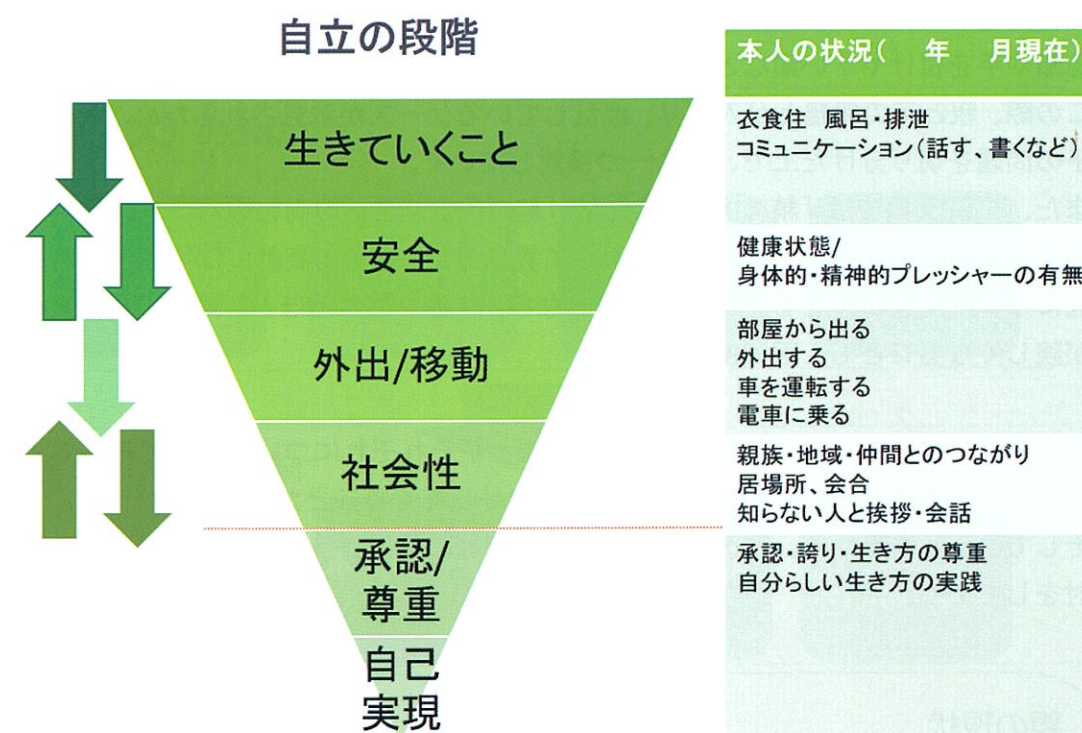 自立の段階
生きていくこと
安全
外出/移動
社会性
承認/
尊重
自己
実現
本人の状況(　年　月現在)
衣食住 風呂・排泄
コミュニケーション(話す、書くなど)
健康状態/
身体的・精神的プレッシャーの有無
部屋から出る
外出する
車を運転する
電車に乗る
親族・地域・仲間とのつながり
居場所、会合
知らない人と挨拶・会話
承認・誇り・生き方の尊重
自分らしい生き方の実践